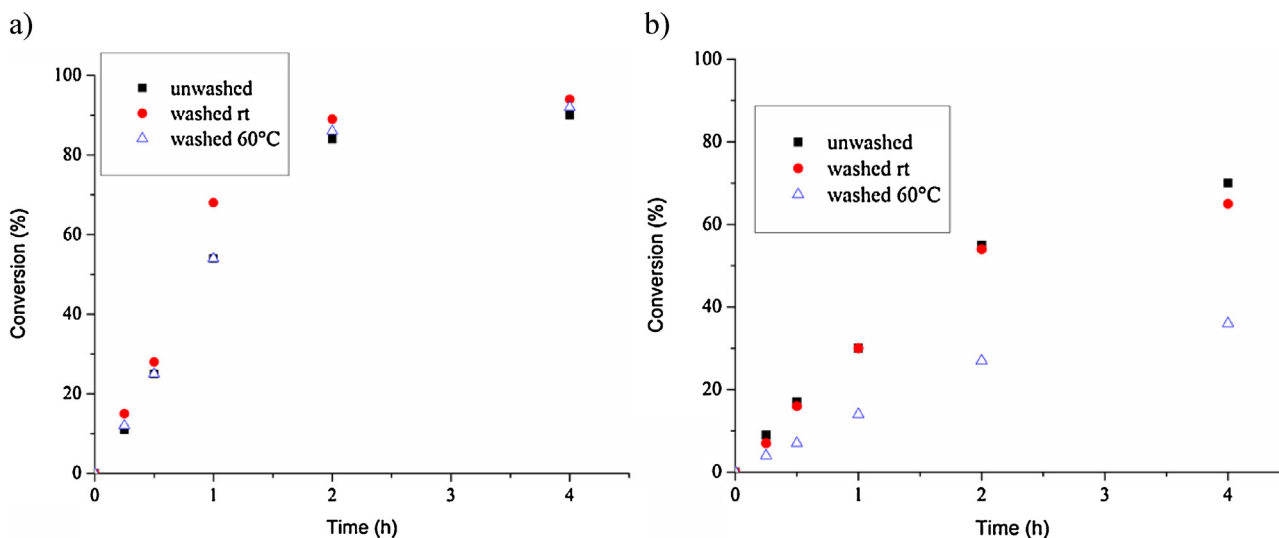 a)
100
80
60
40
20
0
Conversion (%)
unwashed
washed rt
washed 60°C
0
1
2
3
4
Time (h)
b)
100
80
60
40
20
0
Conversion (%)
unwashed
washed rt
washed 60°C
0
1
2
3
4
Time (h)